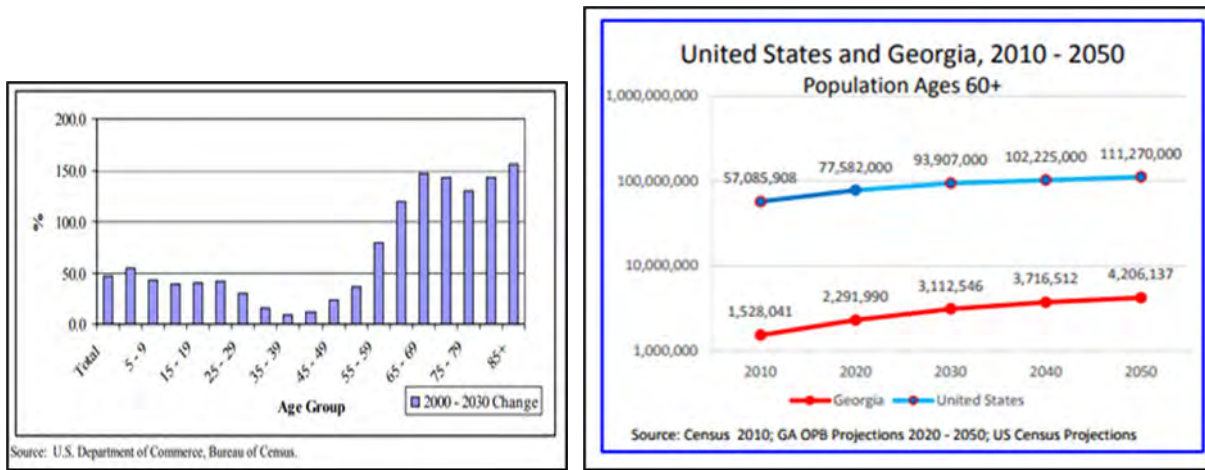 200.0
150.0
100.0
50.0
0.0
%
Total
5 - 9
15 - 19
25 - 29
35 - 39
45 - 49
55 - 59
65 - 69
75 - 79
85+
Age Group
2000 - 2030 Change
Source: U.S. Department of Commerce, Bureau of Census.
United States and Georgia, 2010 - 2050
Population Ages 60+
1,000,000,000
57,085,908 77,582,000 93,907,000 102,225,000 111,270,000
100,000,000
10,000,000
1,528,041 2,291,990 3,112,546 3,716,512 4,206,137
1,000,000
2010 2020 2030 2040 2050
Georgia United States
Source: Census 2010; GA OPB Projections 2020 - 2050; US Census Projections